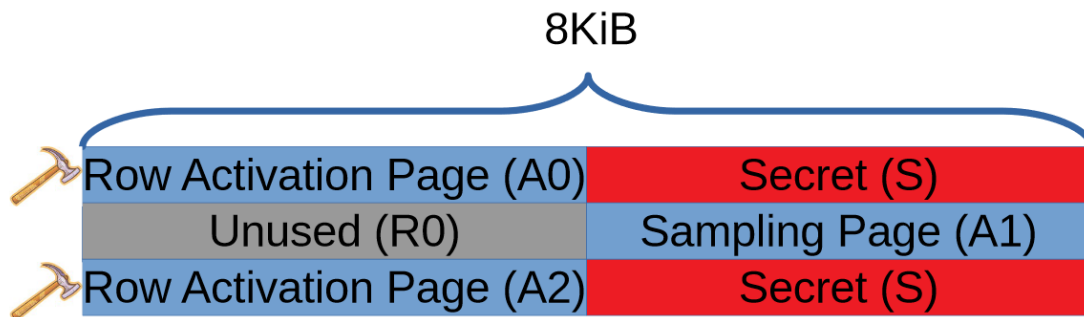 8KiB
Row Activation Page (A0) Secret (S)
Unused (R0) Sampling Page (A1)
Row Activation Page (A2) Secret (S)